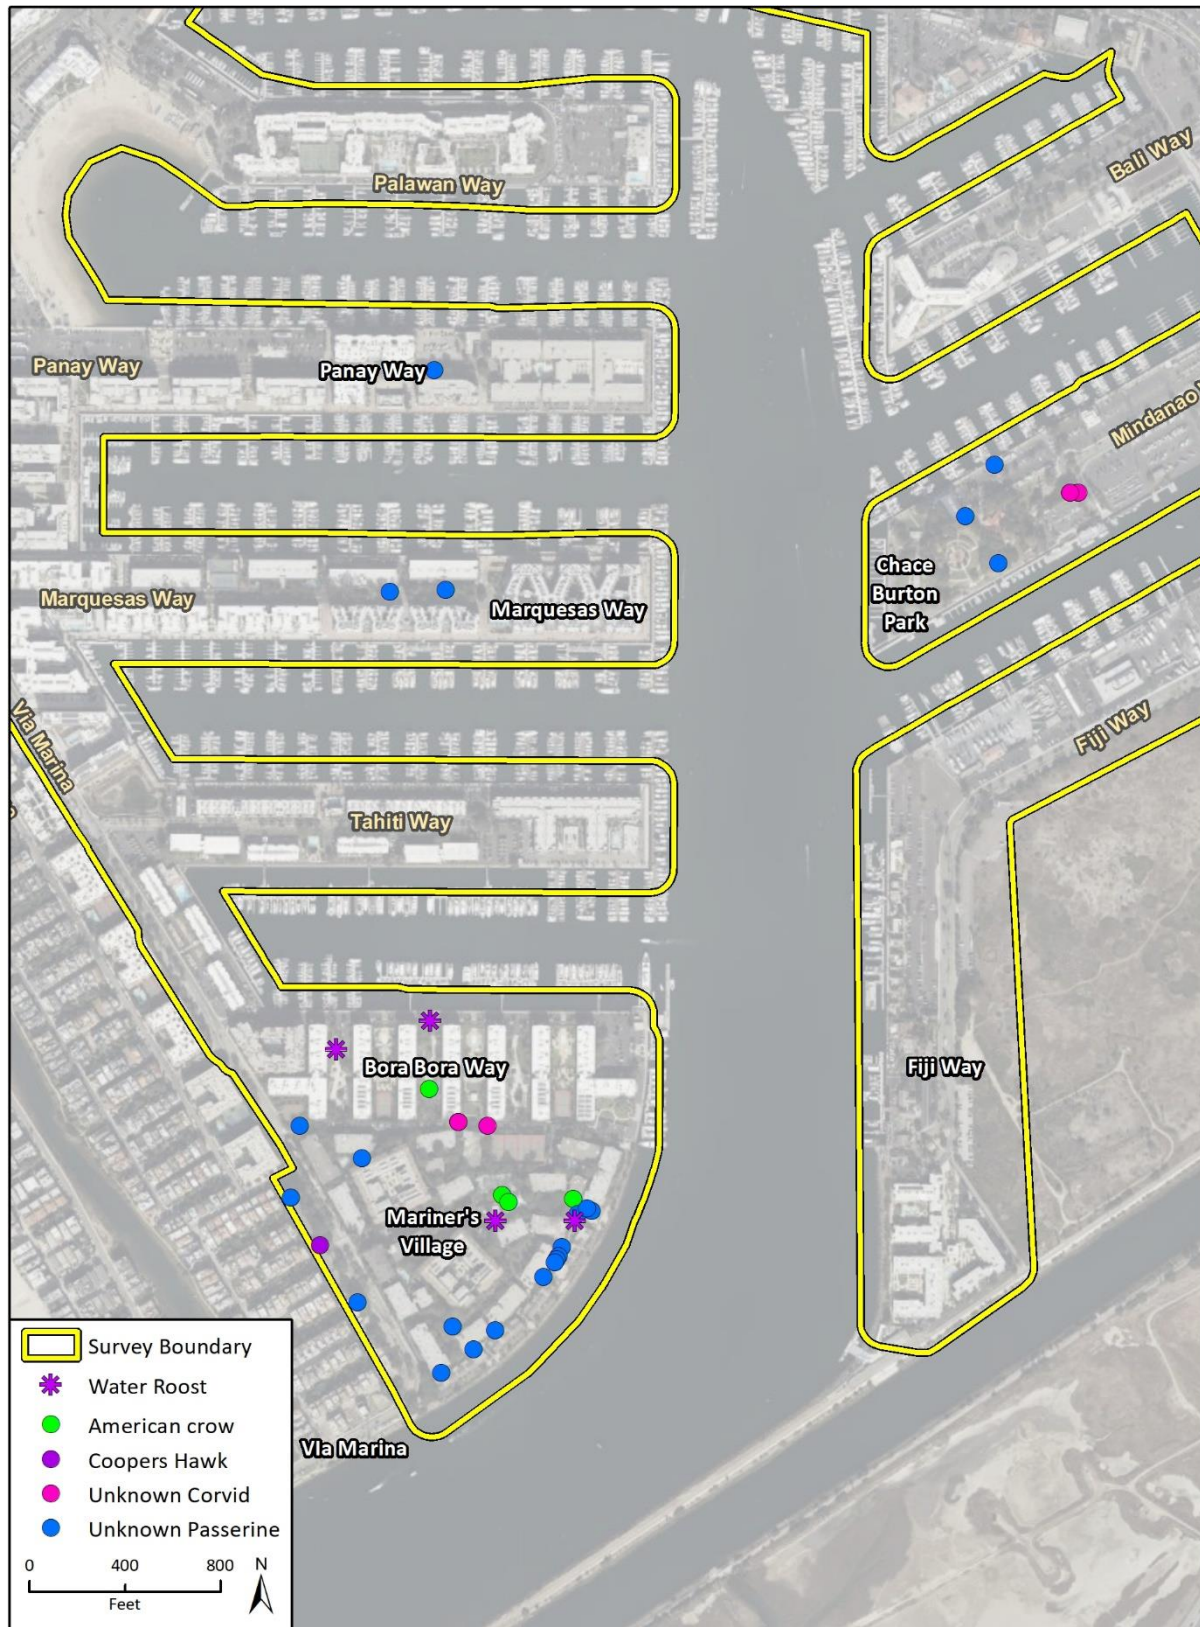 Palawan Way
Bali Way
Panay Way
Panay Way
Mindanao
Marquesas Way
Marquesas Way
Chace
Burton
Park
Via Marina
Fiji Way
Tahiti Way
Bora Bora Way
Fiji Way
Mariner's
Village
VIa Marina
Survey Boundary
Water Roost
American crow
Coopers Hawk
Unknown Corvid
Unknown Passerine
0 400 800
Feet
N